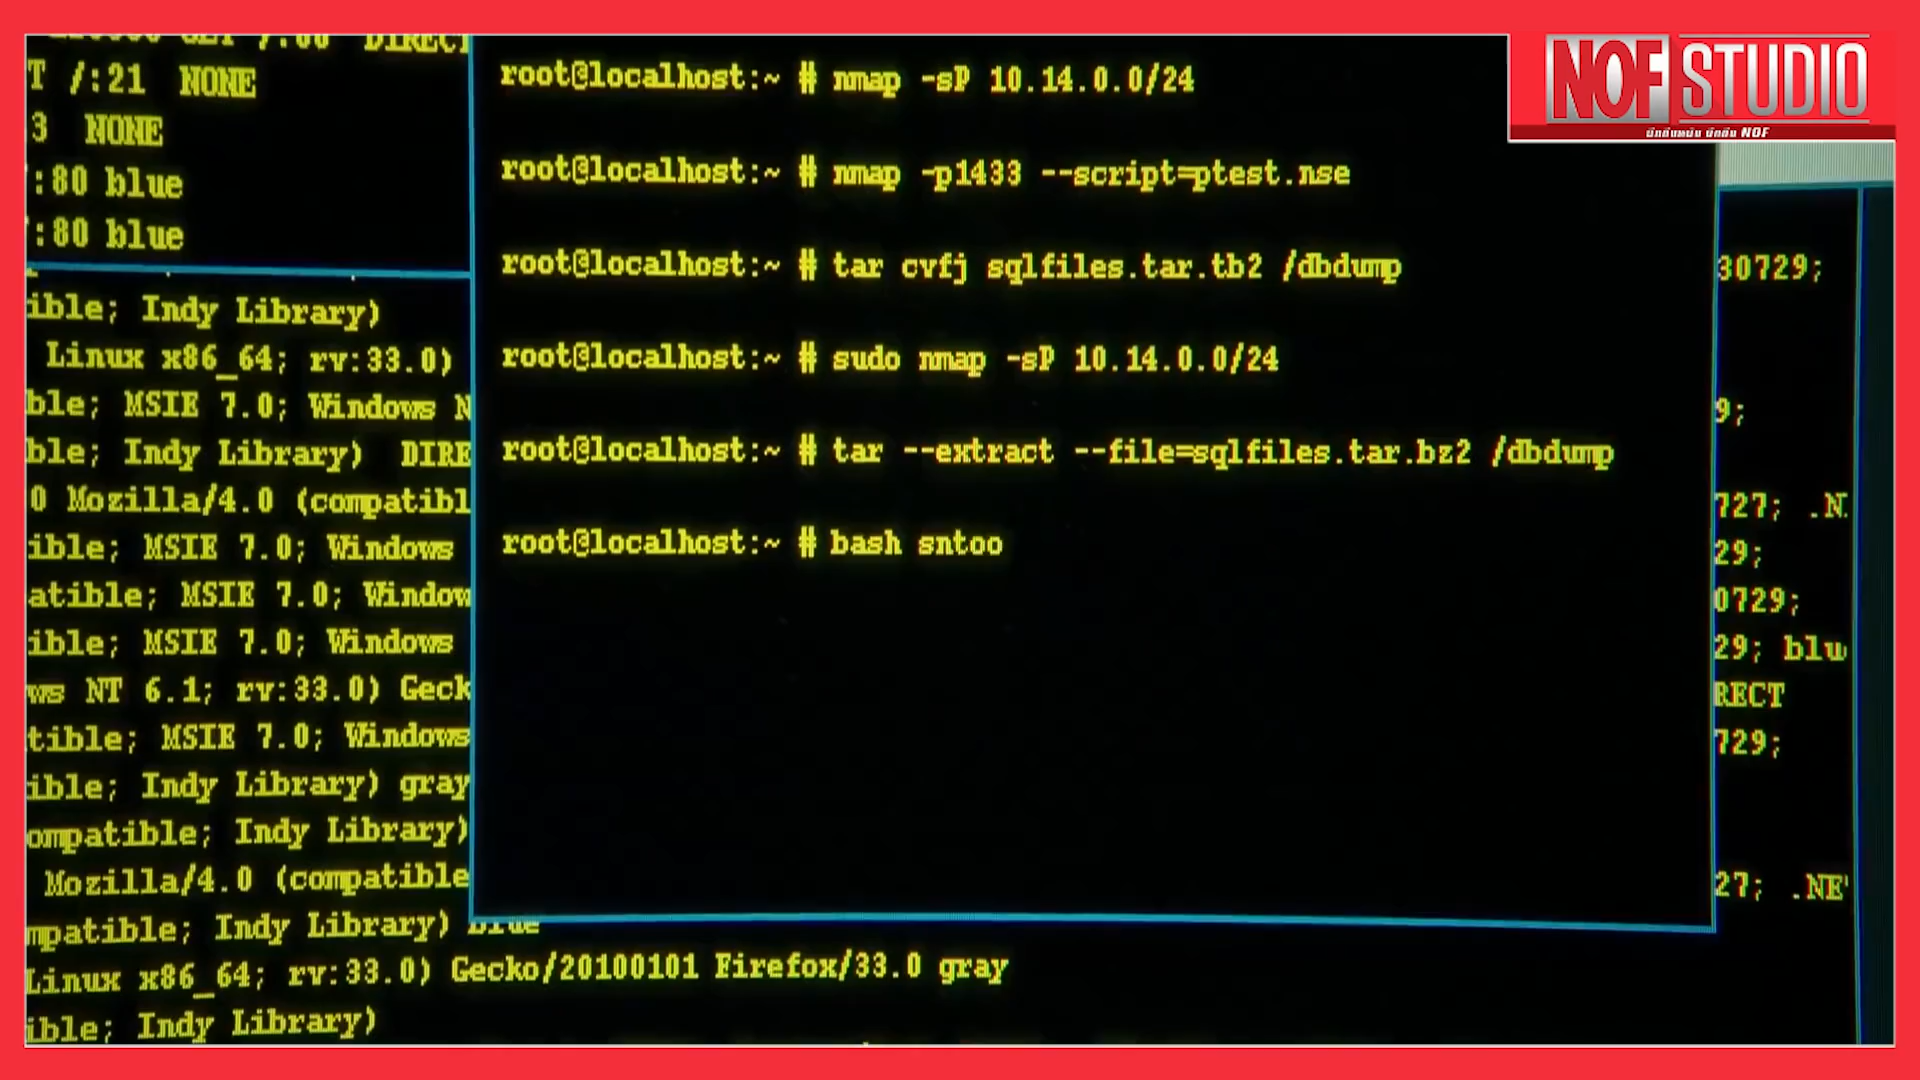 NOF STUDIO
T /:21 NONE
3 NONE
:80 blue
:80 blue
ible; Indy Library)
Linux x86_64; rv:33.0)
ble; MSIE 7.0; Windows N
ble; Indy Library) DIRE
0 Mozilla/4.0 (compatibl
ible; MSIE 7.0; Windows
atible; MSIE 7.0; Window
ible; MSIE 7.0; Windows
ws NT 6.1; rv:33.0) Geck
tible; MSIE 7.0; Windows
ible; Indy Library) gray
ompatible; Indy Library)
Mozilla/4.0 (compatible
mpatible; Indy Library) blue
Linux x86_64; rv:33.0) Gecko/20100101 Firefox/33.0 gray
ible; Indy Library)
root@localhost:~ # nmap -sP 10.14.0.0/24
root@localhost:~ # nmap -p1433 --script=ptest.nse
root@localhost:~ # tar cvfj sqlfiles.tar.tb2 /dbdump
root@localhost:~ # sudo nmap -sP 10.14.0.0/24
root@localhost:~ # tar --extract --file=sqlfiles.tar.bz2 /dbdump
root@localhost:~ # bash sntoo
30729;
9;
727; .N
29;
0729;
29; blu
RECT
729;
27; .NE